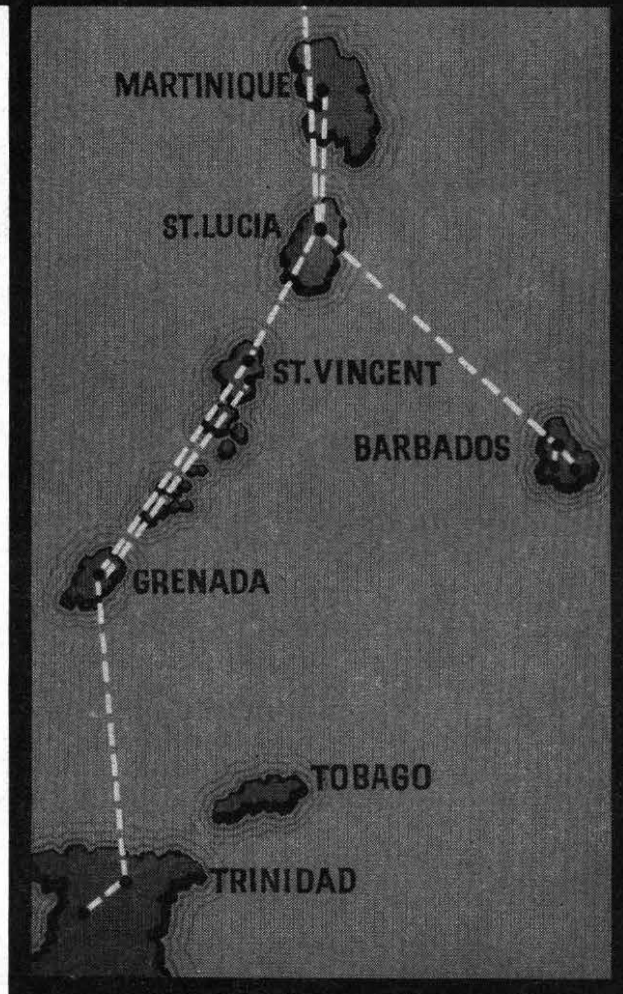 MARTINIQUE
ST.LUCIA
ST.VINCENT
BARBADOS
GRENADA
TOBAGO
TRINIDAD